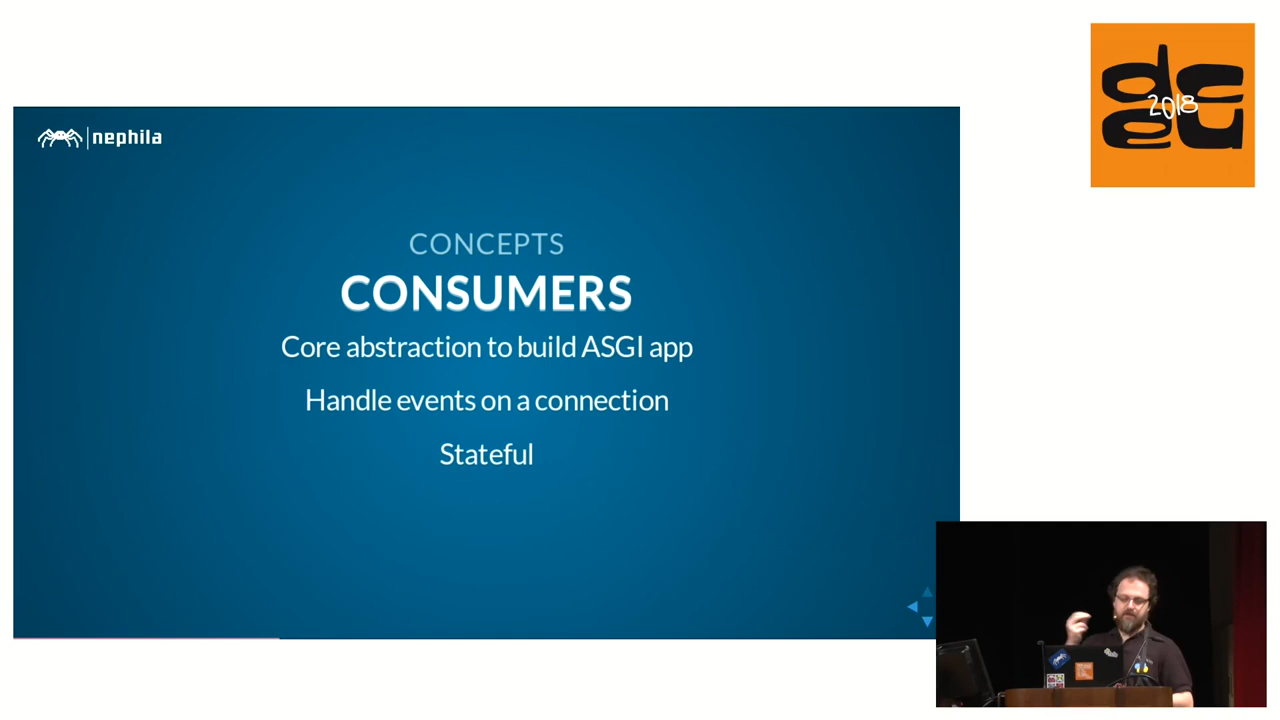 nephila
CONCEPTS
CONSUMERS
Core abstraction to build ASGI app
Handle events on a connection
Stateful
2018